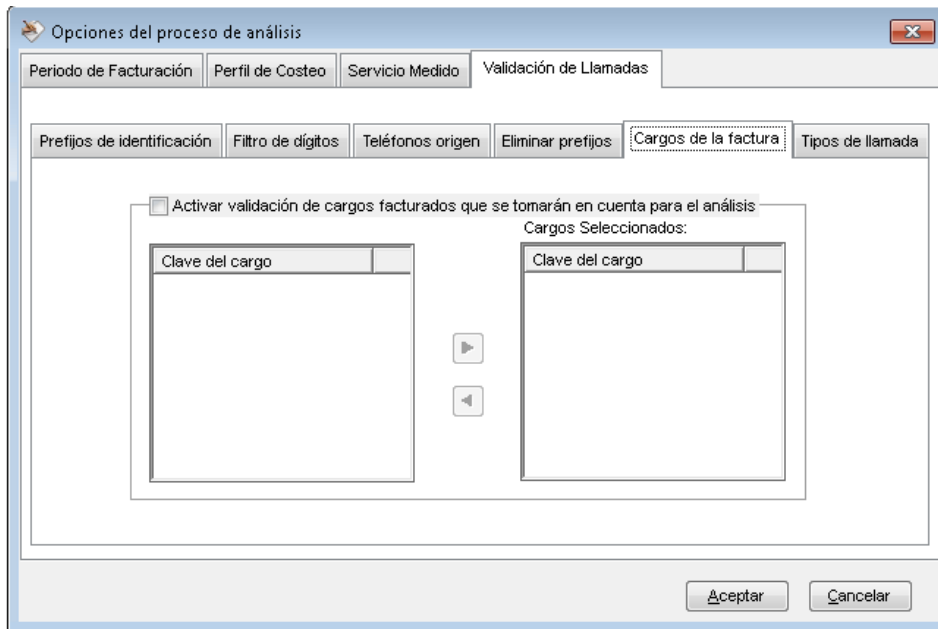 Opciones del proceso de análisis
Periodo de Facturación Perfil de Costeo Servicio Medido Validación de Llamadas
Prefijos de identificación Filtro de dígitos Teléfonos origen Eliminar prefijos Cargos de la factura Tipos de llamada
Activar validación de cargos facturados que se tomarán en cuenta para el análisis
Cargos Seleccionados:
Clave del cargo Clave del cargo
Aceptar Cancelar